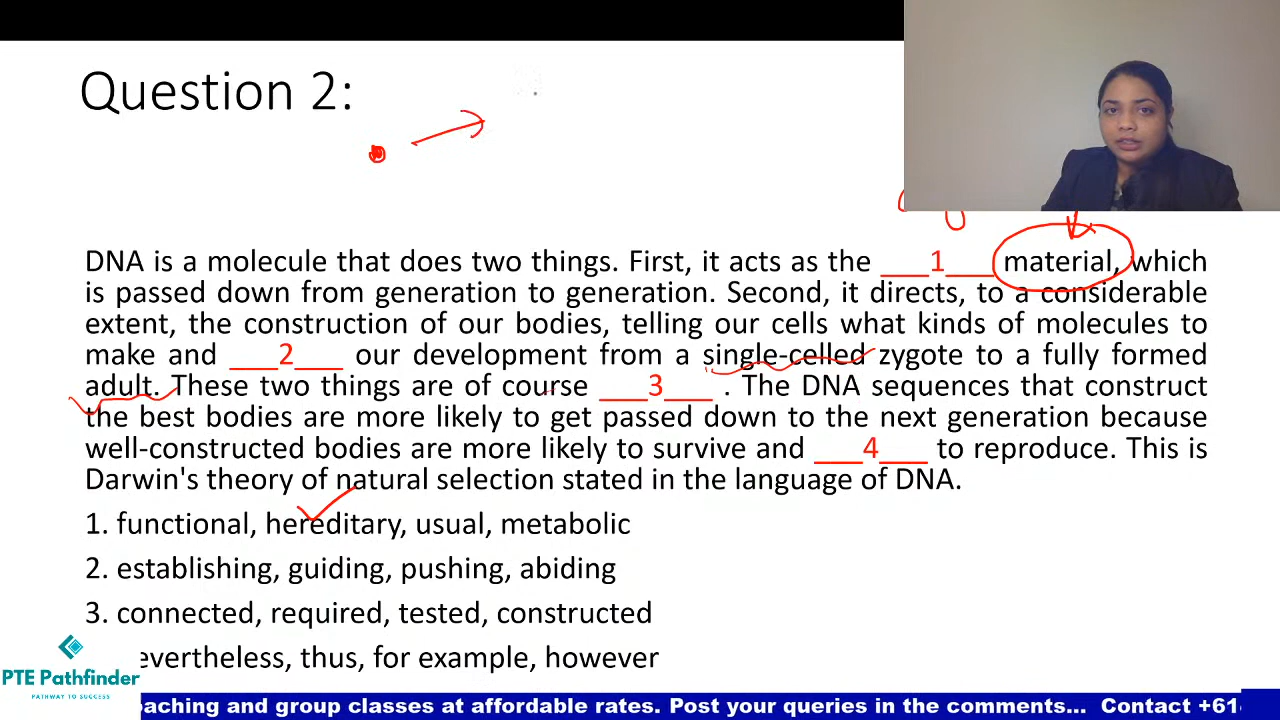 Question 2:
DNA is a molecule that does two things. First, it acts as the ___1___ material, which
is passed down from generation to generation. Second, it directs, to a considerable
extent, the construction of our bodies, telling our cells what kinds of molecules to
make and ___2___ our development from a single-celled zygote to a fully formed
adult. These two things are of course ___3___ . The DNA sequences that construct
the best bodies are more likely to get passed down to the next generation because
well-constructed bodies are more likely to survive and ___4___ to reproduce. This is
Darwin's theory of natural selection stated in the language of DNA.
1. functional, hereditary, usual, metabolic
2. establishing, guiding, pushing, abiding
3. connected, required, tested, constructed
evertheless, thus, for example, however
PTE Pathfinder
PATHWAY TO SUCCESS
oaching and group classes at affordable rates. Post your queries in the comments... Contact +61